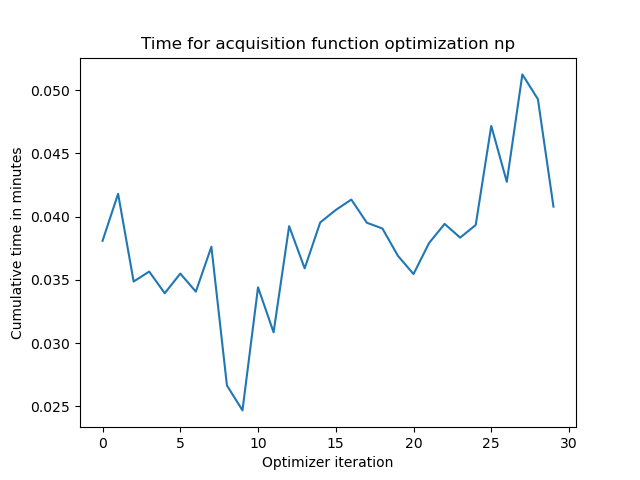 Time for acquisition function optimization np
0.050
0.045
0.040
0.035
0.030
0.025
Cumulative time in minutes
0 5 10 15 20 25 30
Optimizer iteration